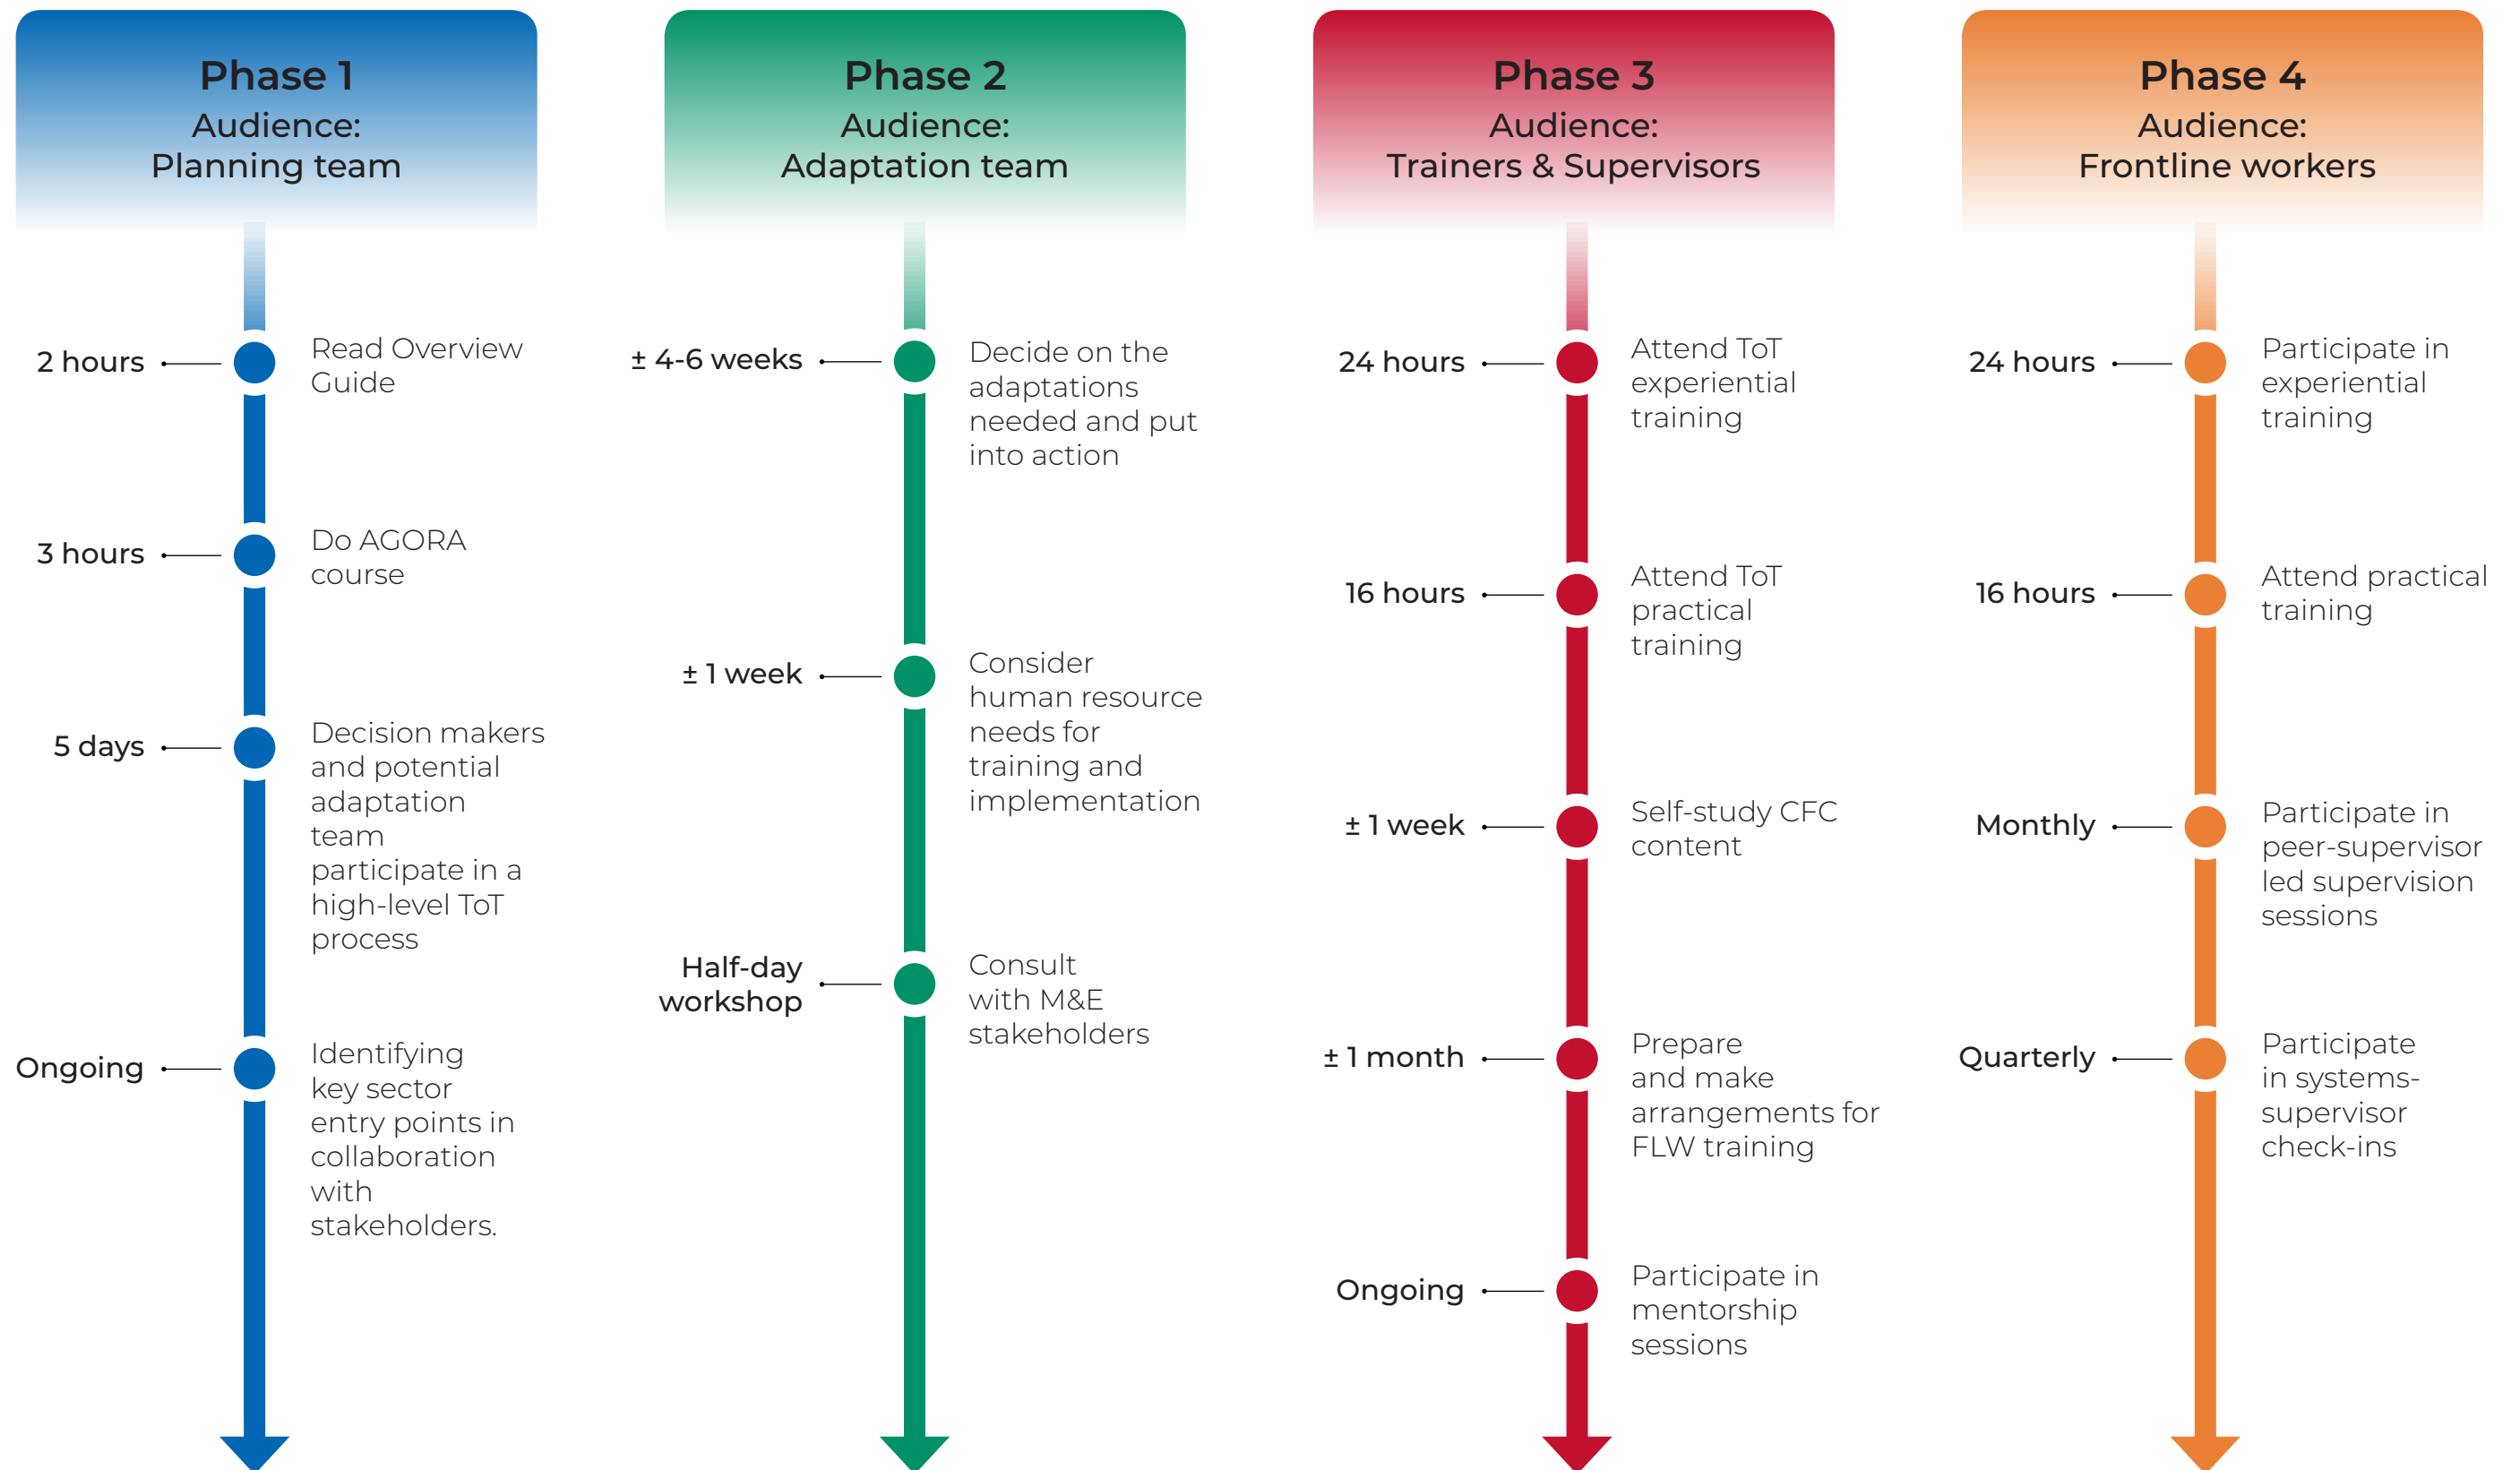 Phase 1
Audience:
Planning team
2 hours
Read Overview
Guide
3 hours
Do AGORA
course
5 days
Decision makers
and potential
adaptation
team
participate in a
high-level ToT
process
Ongoing
Identifying
key sector
entry points in
collaboration
with
stakeholders.
Phase 2
Audience:
Adaptation team
± 4-6 weeks
Decide on the
adaptations
needed and put
into action
± 1 week
Consider
human resource
needs for
training and
implementation
Half-day
workshop
Consult
with M&E
stakeholders
Phase 3
Audience:
Trainers & Supervisors
24 hours
Attend ToT
experiential
training
16 hours
Attend ToT
practical
training
± 1 week
Self-study CFC
content
± 1 month
Prepare
and make
arrangements for
FLW training
Ongoing
Participate in
mentorship
sessions
Phase 4
Audience:
Frontline workers
24 hours
Participate in
experiential
training
16 hours
Attend practical
training
Monthly
Participate in
peer-supervisor
led supervision
sessions
Quarterly
Participate
in systems-
supervisor
check-ins